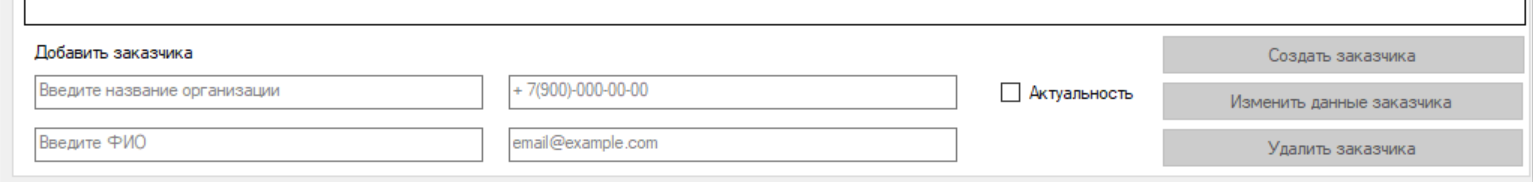 Добавить заказчика
Введите название организации
+ 7(900)-000-00-00
Введите ФИО
email@example.com
Актуальность
Создать заказчика
Изменить данные заказчика
Удалить заказчика